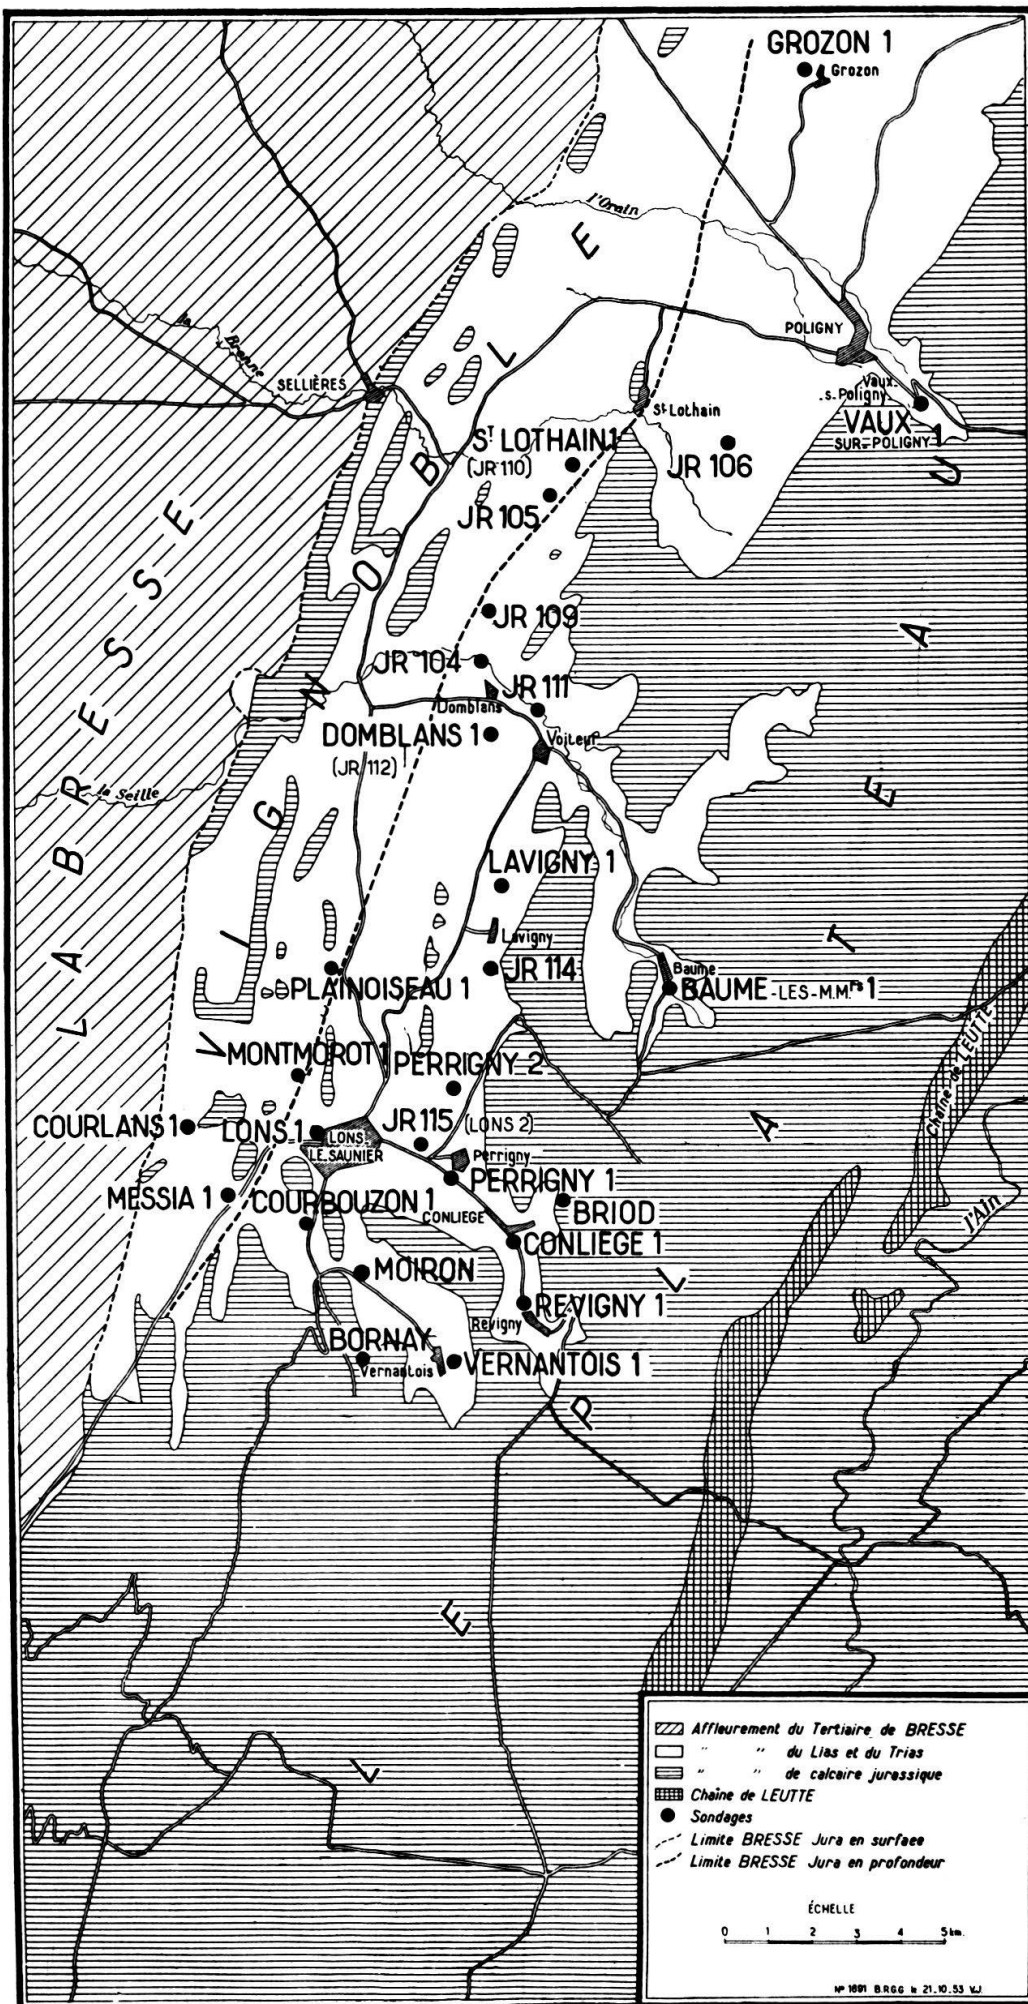 GROZON 1
Grozon
l'Orain
POLIGNY
la Brenne
SELLIÈRES
Vaux
s. Poligny
VAUX 1
SUR-POLIGNY
St Lothain
ST LOTHAIN 1
(JR 110)
JR 106
JR 105
JR 109
JR 104
JR 111
Domblans
DOMBLANS 1
(JR 112)
Voiteur
la Seille
LA BRESSE
VIGNOBLE
LE PLATEAU
LAVIGNY 1
Lavigny
JR 114
PLAINOISEAU 1
Baume
BAUME-LES-M.Mrs 1
Chaîne de LEUTTE
MONTMOROT 1
PERRIGNY 2
COURLANS 1
LONS 1
LONS
LE SAUNIER
JR 115 (LONS 2)
Perrigny
PERRIGNY 1
MESSIA 1
COURBOUZON 1
CONLIEGE
BRIOD
CONLIEGE 1
l'Ain
MOIRON
REVIGNY 1
Revigny
BORNAY
Vernantois
VERNANTOIS 1
Affleurement du Tertiaire de BRESSE
" " du Lias et du Trias
" " de calcaire jurassique
Chaîne de LEUTTE
Sondages
Limite BRESSE Jura en surface
Limite BRESSE Jura en profondeur
ÉCHELLE
0 1 2 3 4 5 km.
No 1691 B.R.G.G. le 21.10.53 V.J.